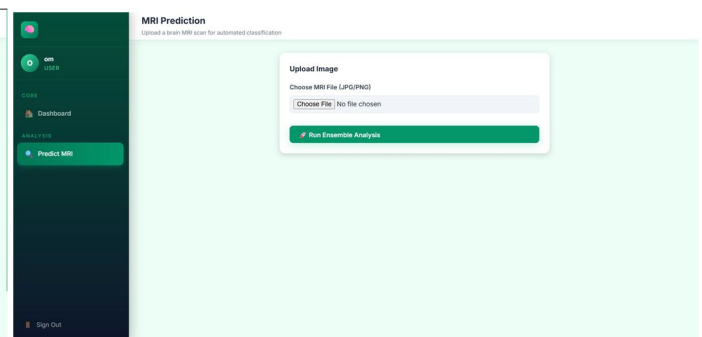 MRI Prediction
Upload a brain MRI scan for automated classification
O
om
USER
CORE
Dashboard
ANALYSIS
Predict MRI
Sign Out
Upload Image
Choose MRI File (JPG/PNG)
Choose File No file chosen
Run Ensemble Analysis